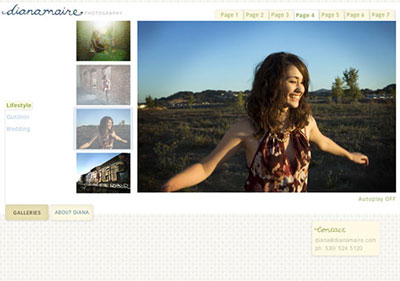 dianamaire PHOTOGRAPHY
Page 1 Page 2 Page 3 Page 4 Page 5 Page 6 Page 7
Lifestyle
Outdoor
Wedding
Autoplay OFF
GALLERIES ABOUT DIANA
Contact
diana@dianamaire.com
ph: 530 524 5120